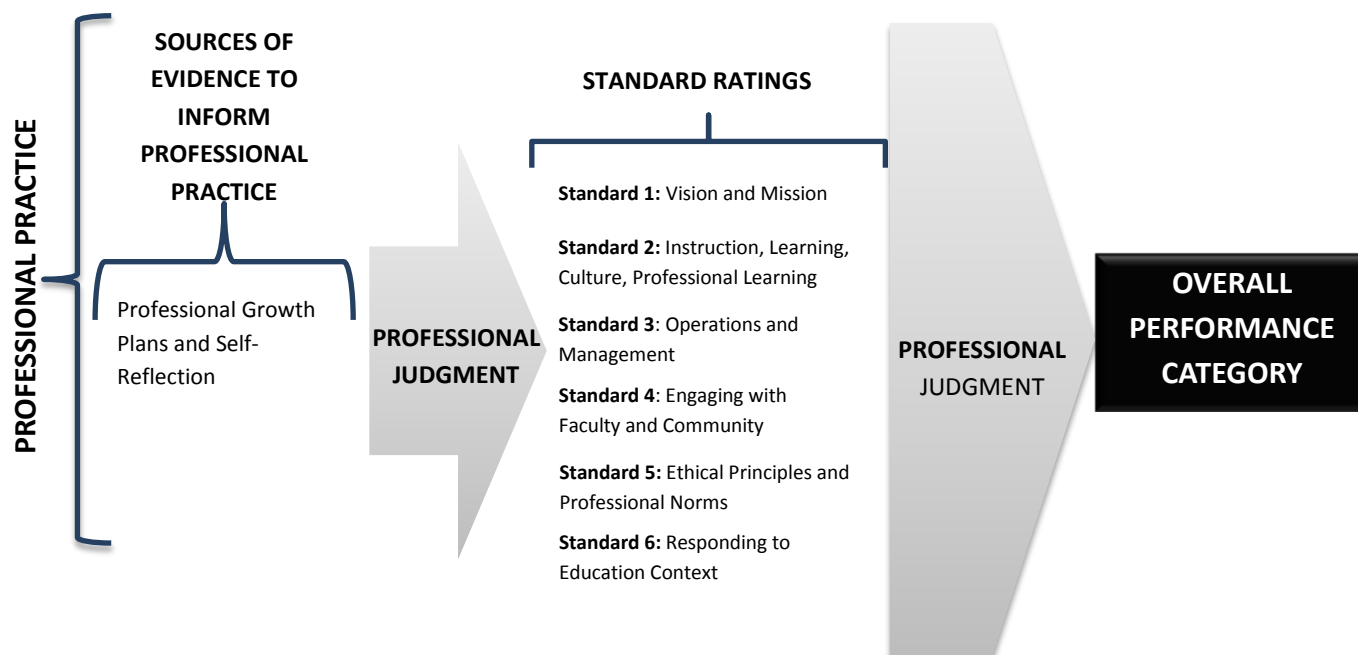 PROFESSIONAL PRACTICE
SOURCES OF
EVIDENCE TO
INFORM
PROFESSIONAL
PRACTICE
Professional Growth
Plans and Self-
Reflection
PROFESSIONAL
JUDGMENT
STANDARD RATINGS
Standard 1: Vision and Mission
Standard 2: Instruction, Learning,
Culture, Professional Learning
Standard 3: Operations and
Management
Standard 4: Engaging with
Faculty and Community
Standard 5: Ethical Principles and
Professional Norms
Standard 6: Responding to
Education Context
PROFESSIONAL
JUDGMENT
OVERALL
PERFORMANCE
CATEGORY